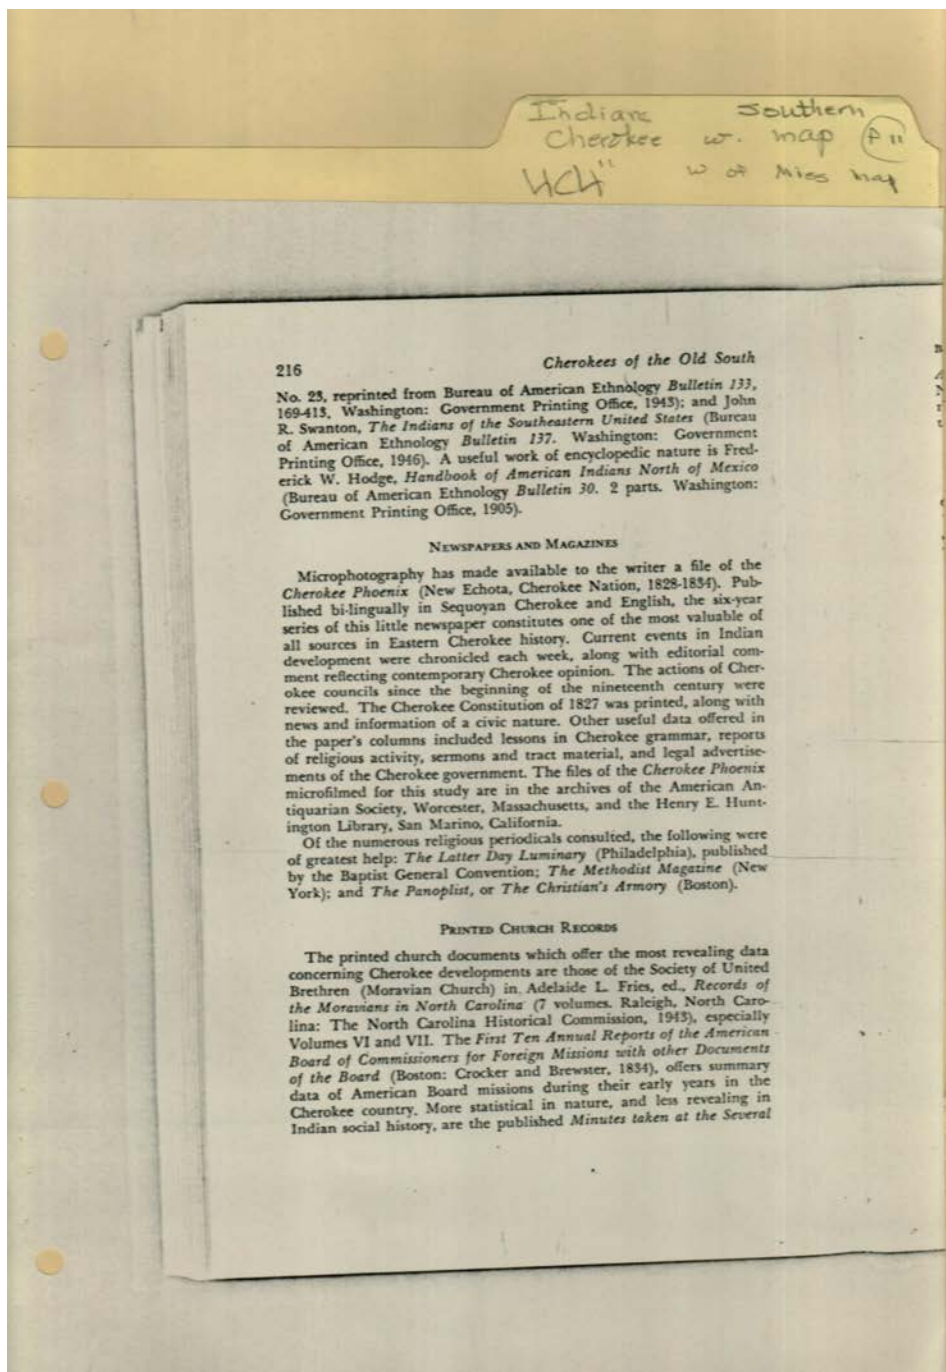 Indians Southern
Cherokee w. map P 11
4C4"
w of Miss map
216 Cherokees of the Old South
No. 23, reprinted from Bureau of American Ethnology Bulletin 133,
169-413, Washington: Government Printing Office, 1943); and John
R. Swanton, The Indians of the Southeastern United States (Bureau
of American Ethnology Bulletin 137. Washington: Government
Printing Office, 1946). A useful work of encyclopedic nature is Fred-
erick W. Hodge, Handbook of American Indians North of Mexico
(Bureau of American Ethnology Bulletin 30. 2 parts. Washington:
Government Printing Office, 1905).
NEWSPAPERS AND MAGAZINES
Microphotography has made available to the writer a file of the
Cherokee Phoenix (New Echota, Cherokee Nation, 1828-1834). Pub-
lished bi-lingually in Sequoyan Cherokee and English, the six-year
series of this little newspaper constitutes one of the most valuable of
all sources in Eastern Cherokee history. Current events in Indian
development were chronicled each week, along with editorial com-
ment reflecting contemporary Cherokee opinion. The actions of Cher-
okee councils since the beginning of the nineteenth century were
reviewed. The Cherokee Constitution of 1827 was printed, along with
news and information of a civic nature. Other useful data offered in
the paper's columns included lessons in Cherokee grammar, reports
of religious activity, sermons and tract material, and legal advertise-
ments of the Cherokee government. The files of the Cherokee Phoenix
microfilmed for this study are in the archives of the American An-
tiquarian Society, Worcester, Massachusetts, and the Henry E. Hunt-
ington Library, San Marino, California.
Of the numerous religious periodicals consulted, the following were
of greatest help: The Latter Day Luminary (Philadelphia), published
by the Baptist General Convention; The Methodist Magazine (New
York); and The Panoplist, or The Christian's Armory (Boston).
PRINTED CHURCH RECORDS
The printed church documents which offer the most revealing data
concerning Cherokee developments are those of the Society of United
Brethren (Moravian Church) in Adelaide L. Fries, ed., Records of
the Moravians in North Carolina (7 volumes. Raleigh, North Caro-
lina: The North Carolina Historical Commission, 1943), especially
Volumes VI and VII. The First Ten Annual Reports of the American
Board of Commissioners for Foreign Missions with other Documents
of the Board (Boston: Crocker and Brewster, 1834), offers summary
data of American Board missions during their early years in the
Cherokee country. More statistical in nature, and less revealing in
Indian social history, are the published Minutes taken at the Several